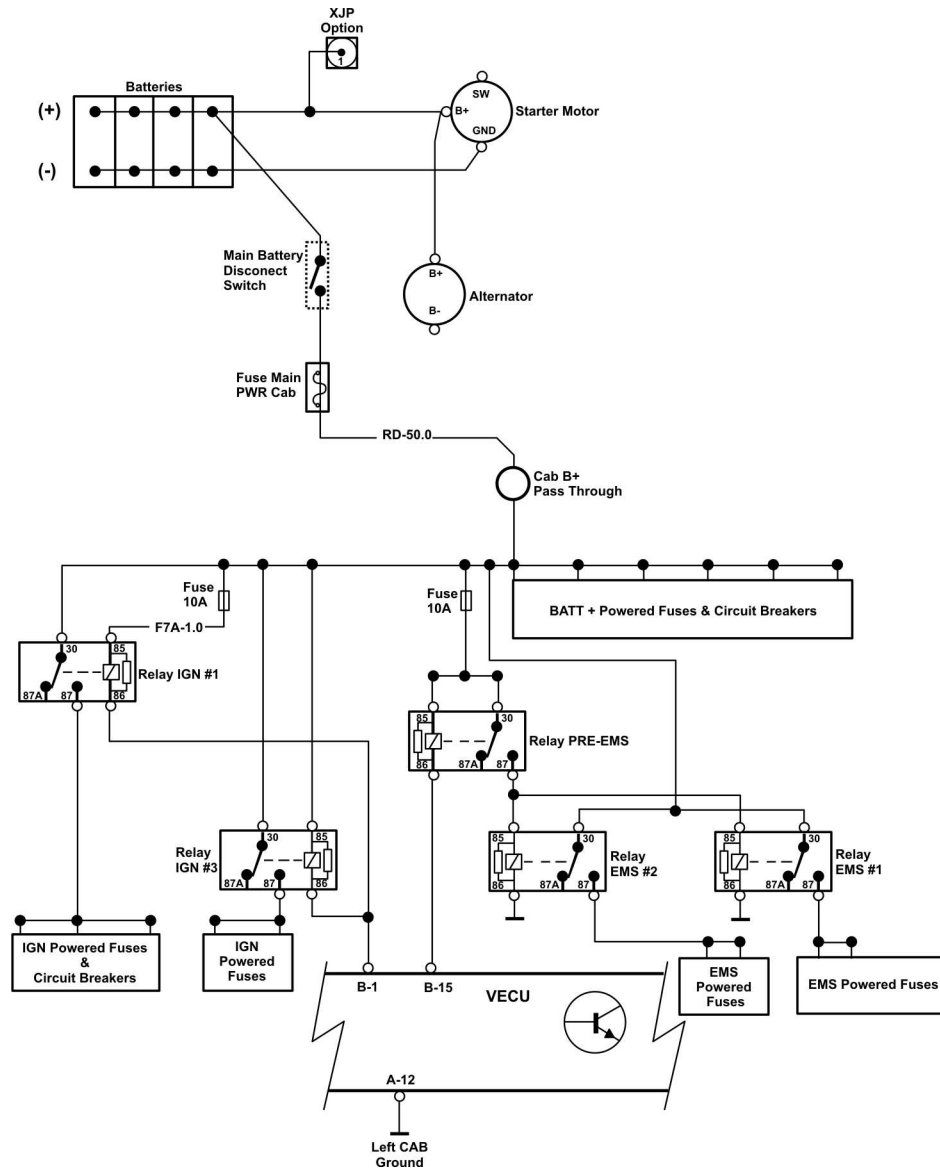 XJP
Option
1
Batteries
(+)
(-)
SW
B+
GND
Starter Motor
Main Battery
Disconect
Switch
B+
B-
Alternator
Fuse Main
PWR Cab
RD-50.0
Cab B+
Pass Through
Fuse
10A
Fuse
10A
BATT + Powered Fuses & Circuit Breakers
F7A-1.0
30
85
87A
87
86
Relay IGN #1
85
30
86
87A
87
Relay PRE-EMS
Relay
IGN #3
30
85
87A
87
86
85
30
86
87A
87
Relay
EMS #2
85
30
86
87A
87
Relay
EMS #1
IGN Powered Fuses
&
Circuit Breakers
IGN
Powered
Fuses
B-1
B-15
VECU
EMS
Powered
Fuses
EMS Powered Fuses
A-12
Left CAB
Ground